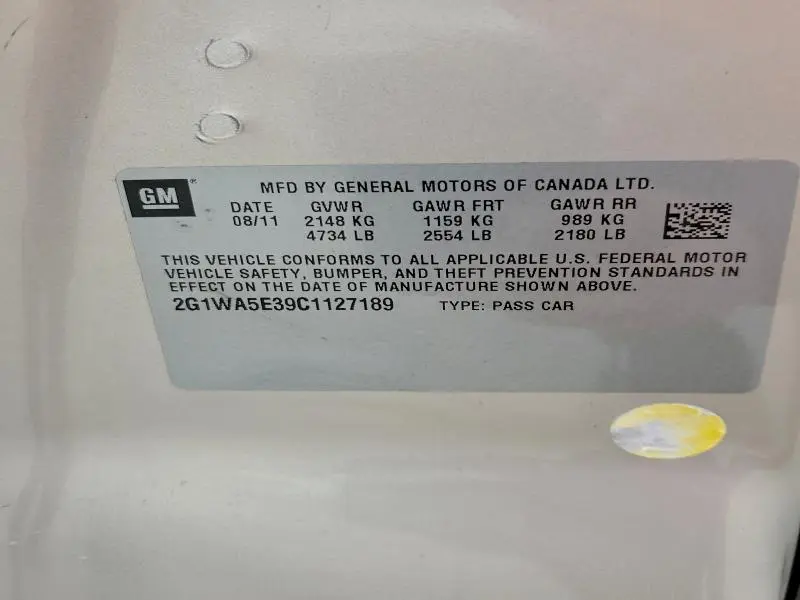 GM
MFD BY GENERAL MOTORS OF CANADA LTD.
DATE GVWR GAWR FRT GAWR RR
08/11 2148 KG 1159 KG 989 KG
4734 LB 2554 LB 2180 LB
THIS VEHICLE CONFORMS TO ALL APPLICABLE U.S. FEDERAL MOTOR
VEHICLE SAFETY, BUMPER, AND THEFT PREVENTION STANDARDS IN
EFFECT ON THE DATE OF MANUFACTURE SHOWN ABOVE.
2G1WA5E39C1127189 TYPE: PASS CAR